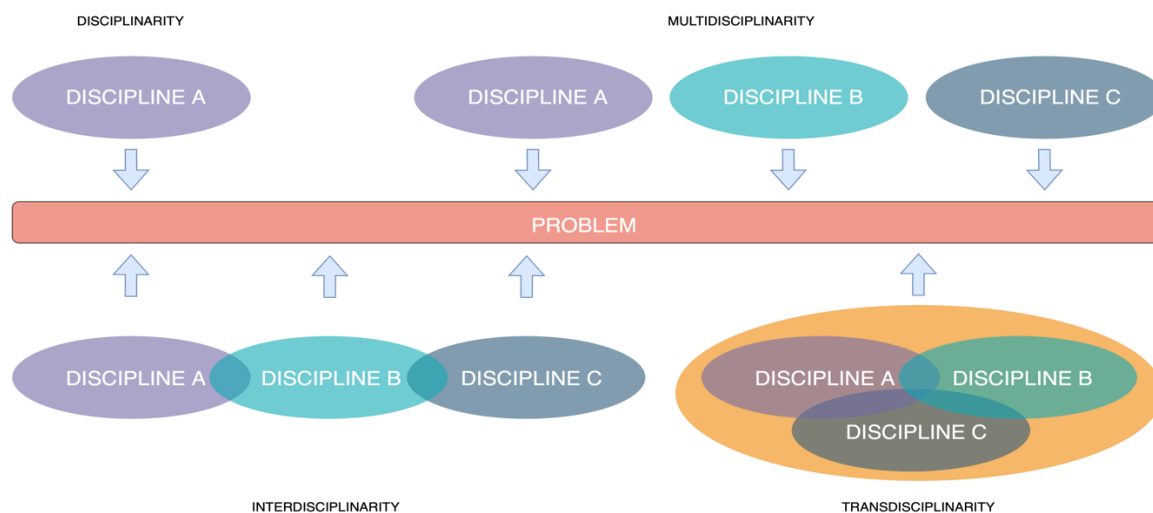 DISCIPLINARITY
MULTIDISCIPLINARITY
DISCIPLINE A
DISCIPLINE A
DISCIPLINE B
DISCIPLINE C
PROBLEM
DISCIPLINE A
DISCIPLINE B
DISCIPLINE C
DISCIPLINE A
DISCIPLINE B
DISCIPLINE C
INTERDISCIPLINARITY
TRANSDISCIPLINARITY